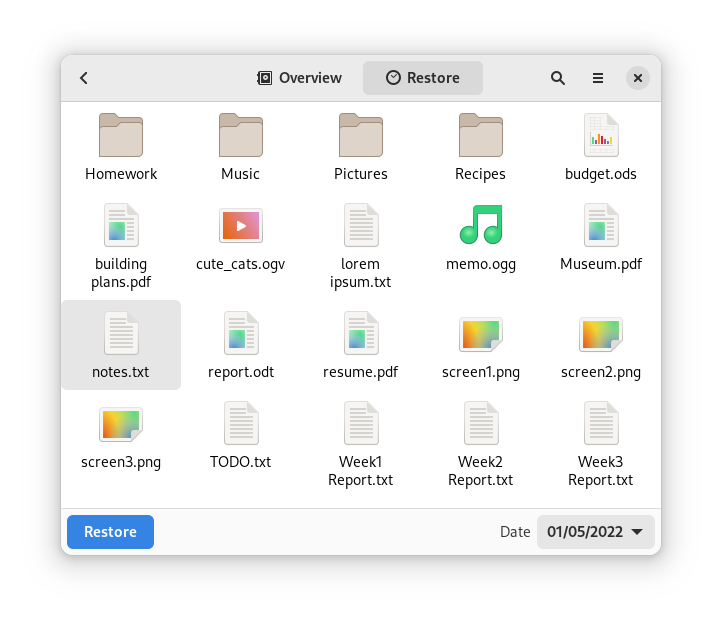 Overview
Restore
Homework
Music
Pictures
Recipes
budget.ods
building
plans.pdf
cute_cats.ogv
lorem
ipsum.txt
memo.ogg
Museum.pdf
notes.txt
report.odt
resume.pdf
screen1.png
screen2.png
screen3.png
TODO.txt
Week1
Report.txt
Week2
Report.txt
Week3
Report.txt
Restore
Date
01/05/2022